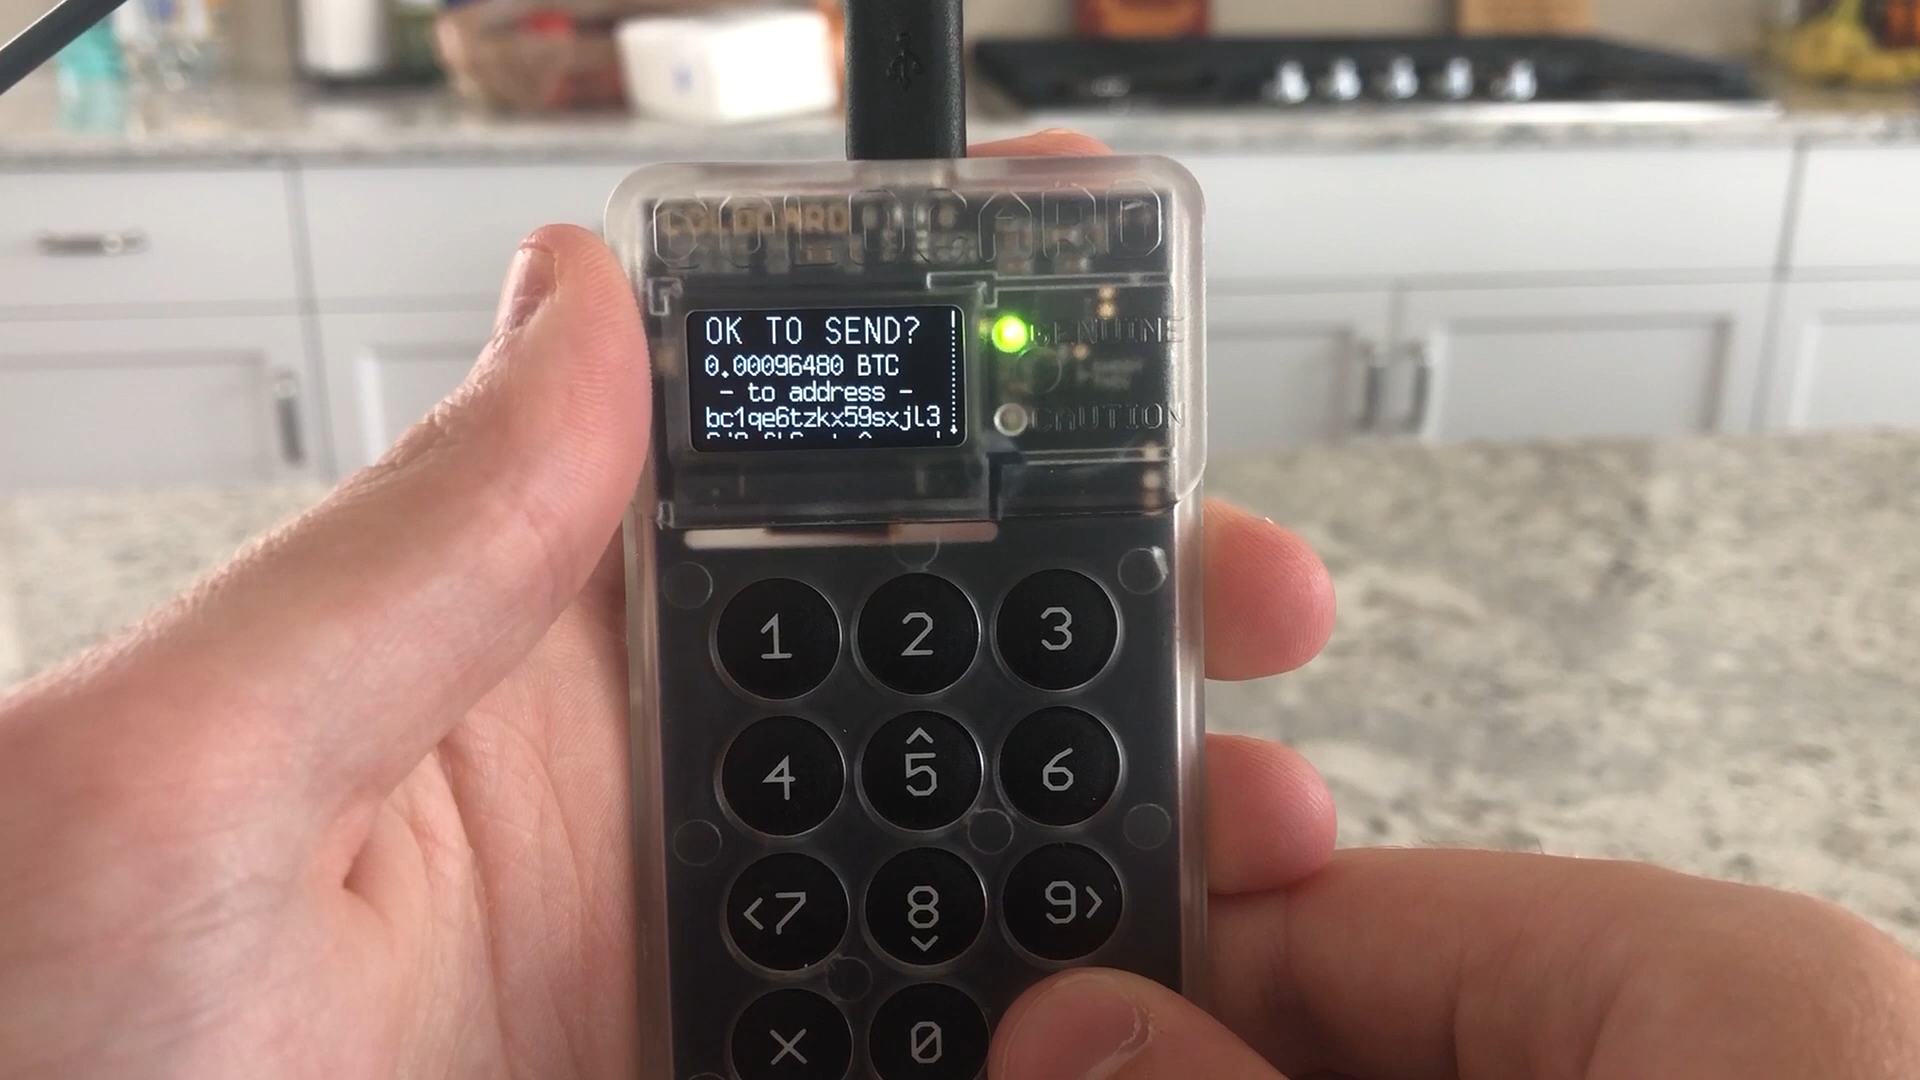 COLDCARD
COLDCARD
OK TO SEND?
0.00096480 BTC
- to address -
bc1qe6tzkx59sxjl3
GENUINE
CAUTION
1 2 3
4 5 6
<7 8 9>
X 0